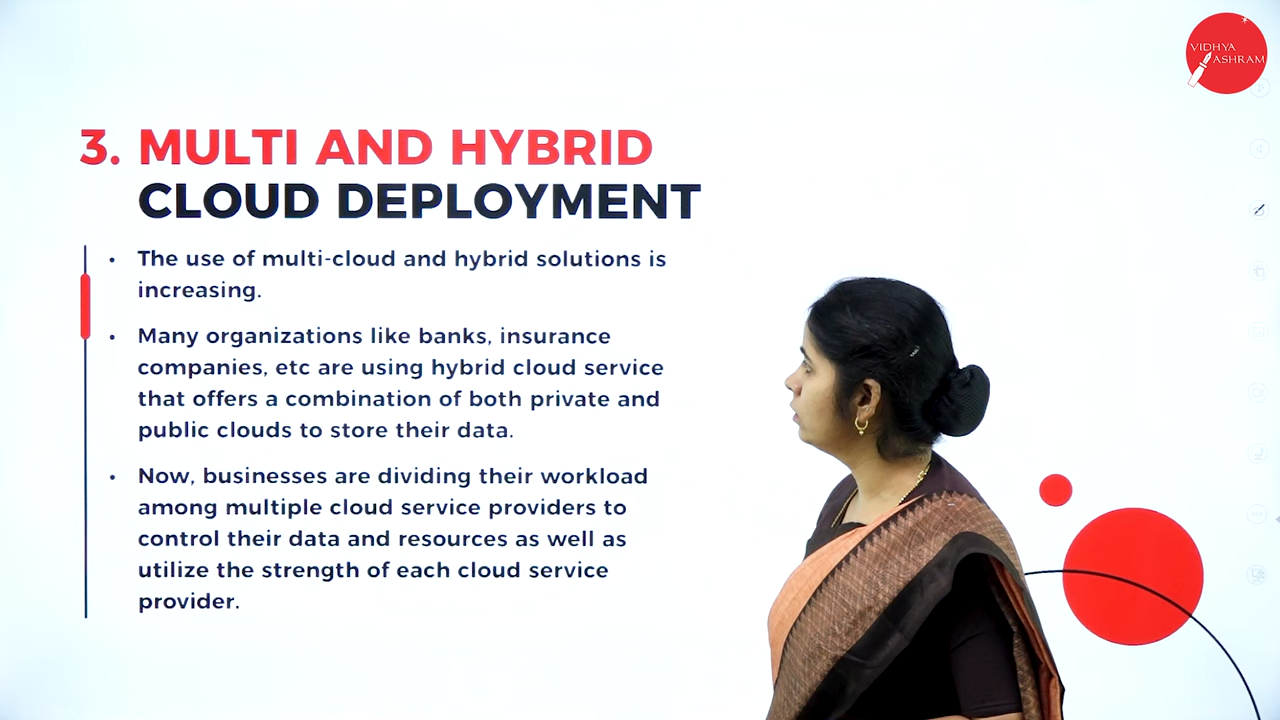 VIDHYA
ASHRAM
3. MULTI AND HYBRID
CLOUD DEPLOYMENT
• The use of multi-cloud and hybrid solutions is
increasing.
• Many organizations like banks, insurance
companies, etc are using hybrid cloud service
that offers a combination of both private and
public clouds to store their data.
• Now, businesses are dividing their workload
among multiple cloud service providers to
control their data and resources as well as
utilize the strength of each cloud service
provider.